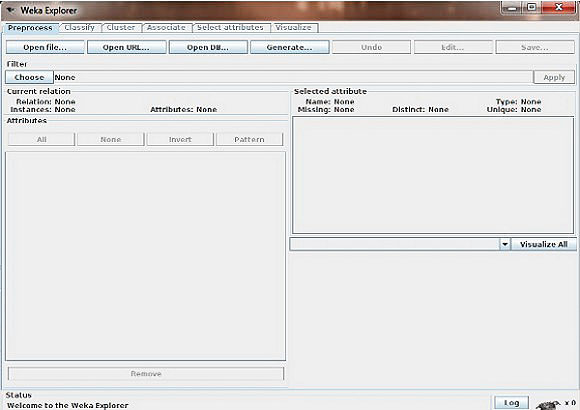 Weka Explorer
Preprocess Classify Cluster Associate Select attributes Visualize
Open file... Open URL... Open DB... Generate... Undo Edit... Save...
Filter
Choose None Apply
Current relation
Relation: None
Instances: None Attributes: None
Attributes
All None Invert Pattern
Remove
Selected attribute
Name: None Type: None
Missing: None Distinct: None Unique: None
Visualize All
Status
Welcome to the Weka Explorer
Log x 0